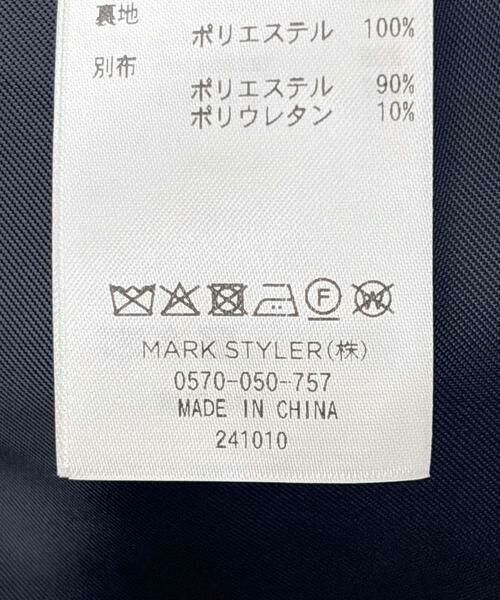 裏地
ポリエステル 100%
別布
ポリエステル 90%
ポリウレタン 10%
F
W
MARK STYLER(株)
0570-050-757
MADE IN CHINA
241010